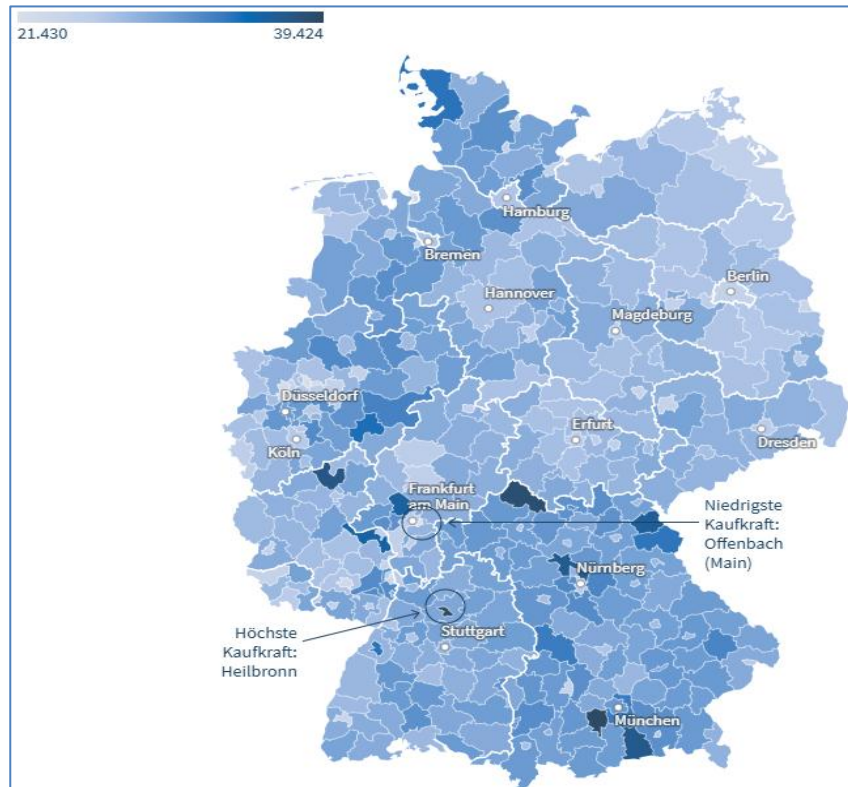 21.430 39.424
Hamburg
Bremen
Berlin
Hannover
Magdeburg
Düsseldorf
Köln
Erfurt
Dresden
Frankfurt
am Main
Niedrigste
Kaufkraft:
Offenbach
(Main)
Nürnberg
Höchste
Kaufkraft:
Heilbronn
Stuttgart
München